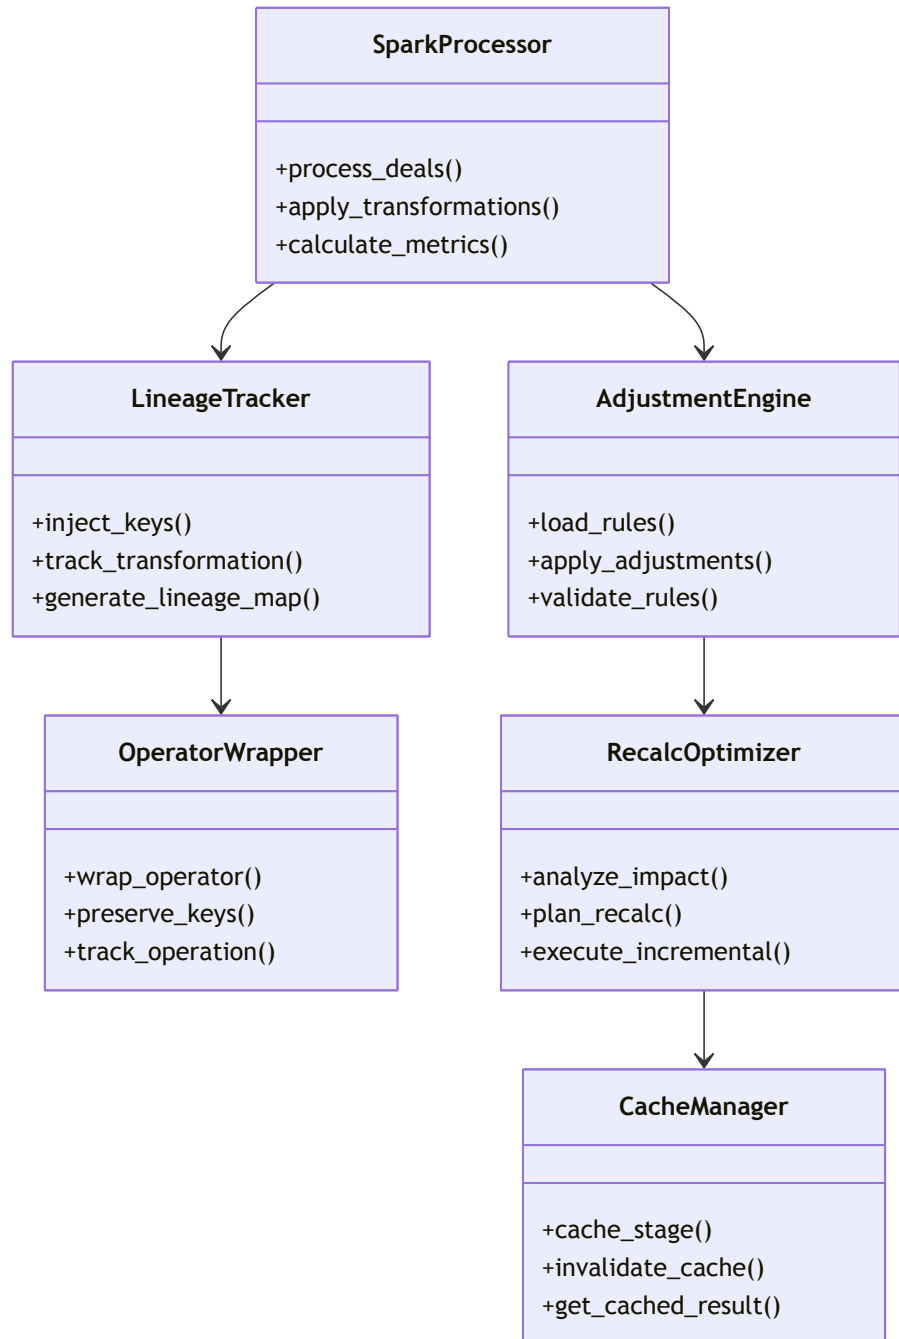 SparkProcessor
+process_deals()
+apply_transformations()
+calculate_metrics()
LineageTracker
+inject_keys()
+track_transformation()
+generate_lineage_map()
AdjustmentEngine
+load_rules()
+apply_adjustments()
+validate_rules()
OperatorWrapper
+wrap_operator()
+preserve_keys()
+track_operation()
RecalcOptimizer
+analyze_impact()
+plan_recalc()
+execute_incremental()
CacheManager
+cache_stage()
+invalidate_cache()
+get_cached_result()